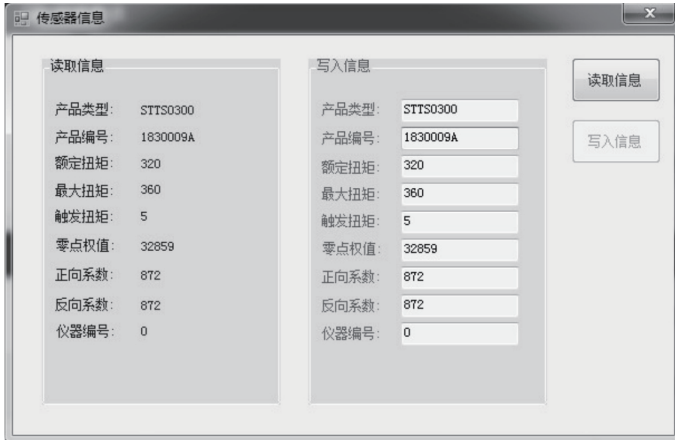 传感器信息
读取信息
产品类型: STTS0300
产品编号: 1830009A
额定扭矩: 320
最大扭矩: 360
触发扭矩: 5
零点权值: 32859
正向系数: 872
反向系数: 872
仪器编号: 0
写入信息
产品类型: STTS0300
产品编号: 1830009A
额定扭矩: 320
最大扭矩: 360
触发扭矩: 5
零点权值: 32859
正向系数: 872
反向系数: 872
仪器编号: 0
读取信息
写入信息